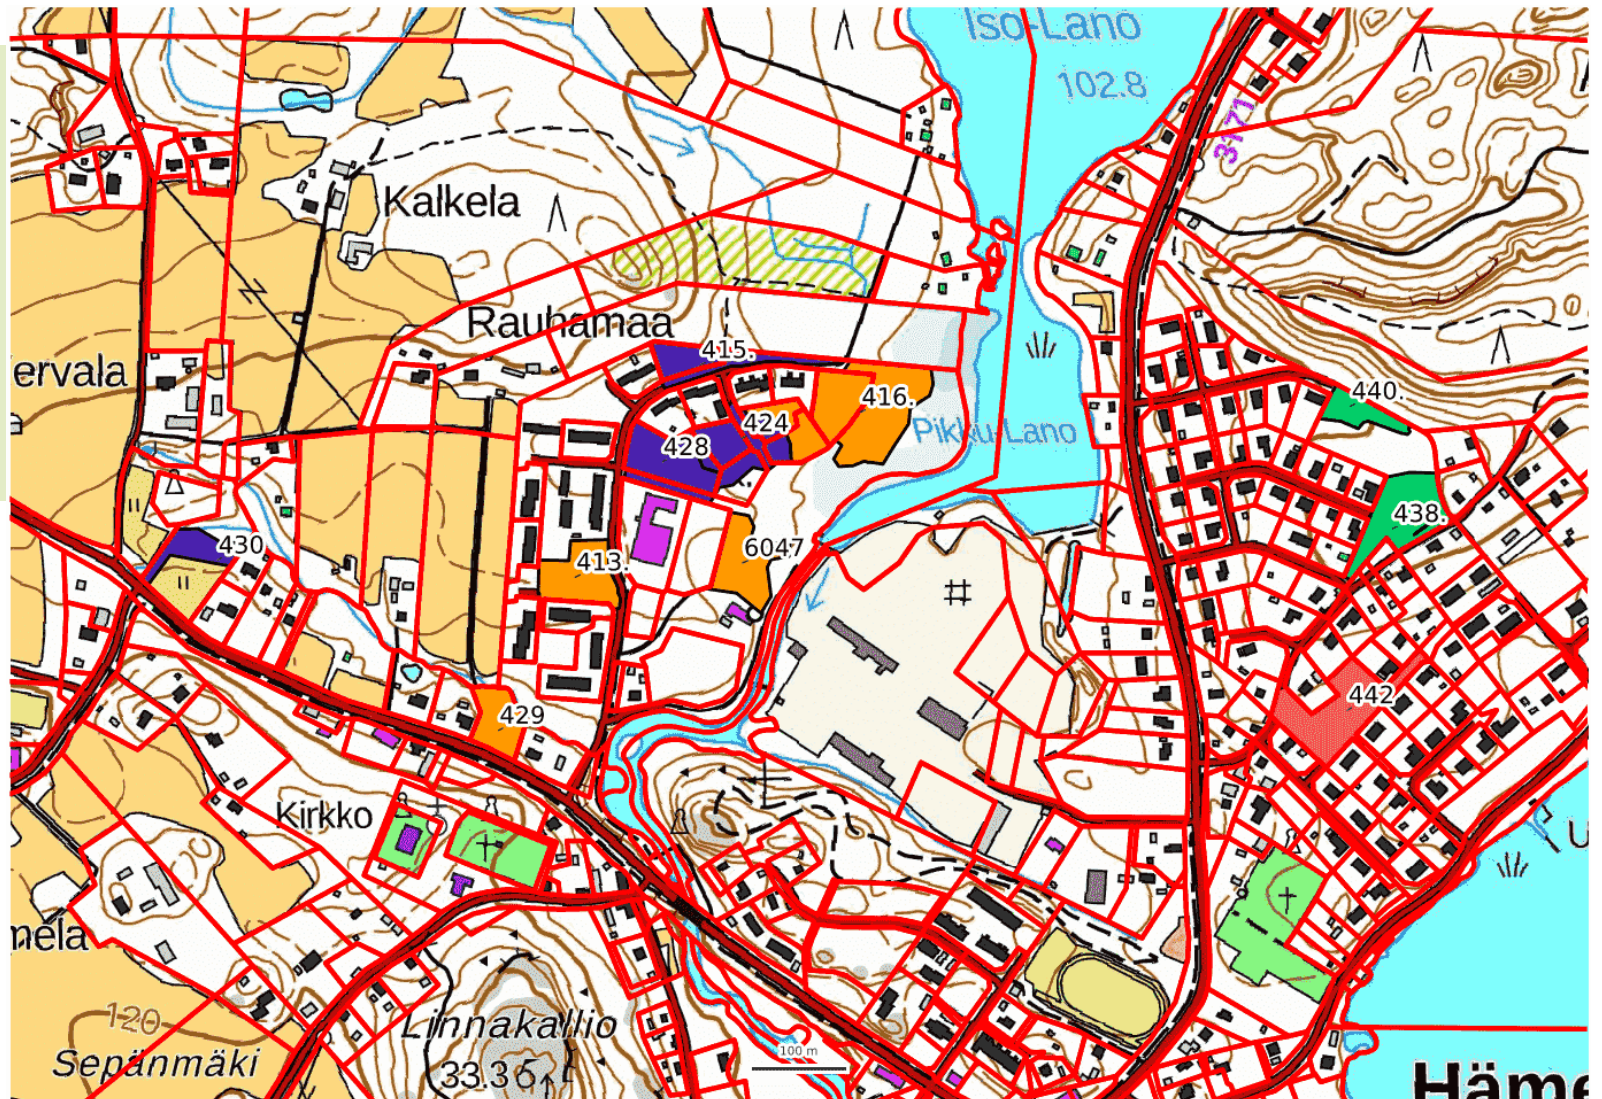 Iso-Lano
102.8
3171
Kalkela
Rauhamaa
415.
ervala
416.
440.
424
Pikku-Lano
428
438.
430
6047
413.
442
429
Kirkko
mela
120
Linnakallio
Sepänmäki
100 m
Häme